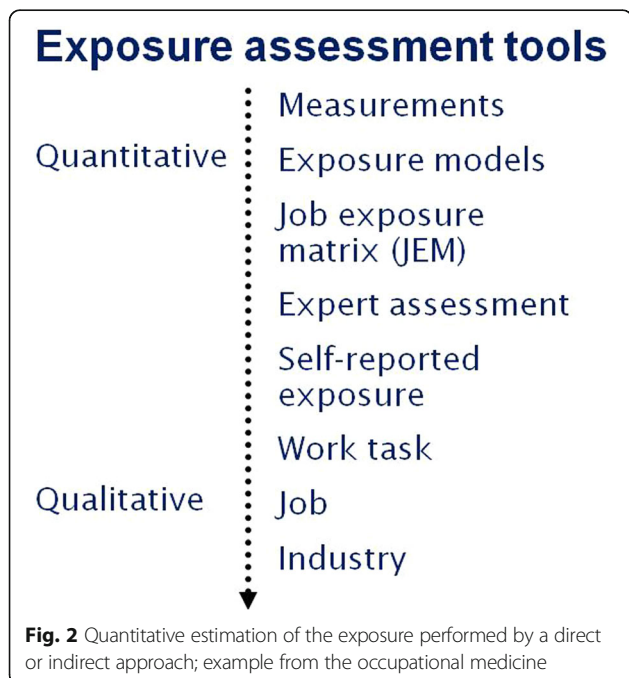 Exposure assessment tools
Measurements
Quantitative
Exposure models
Job exposure
matrix (JEM)
Expert assessment
Self-reported
exposure
Work task
Qualitative
Job
Industry
Fig. 2 Quantitative estimation of the exposure performed by a direct
or indirect approach; example from the occupational medicine